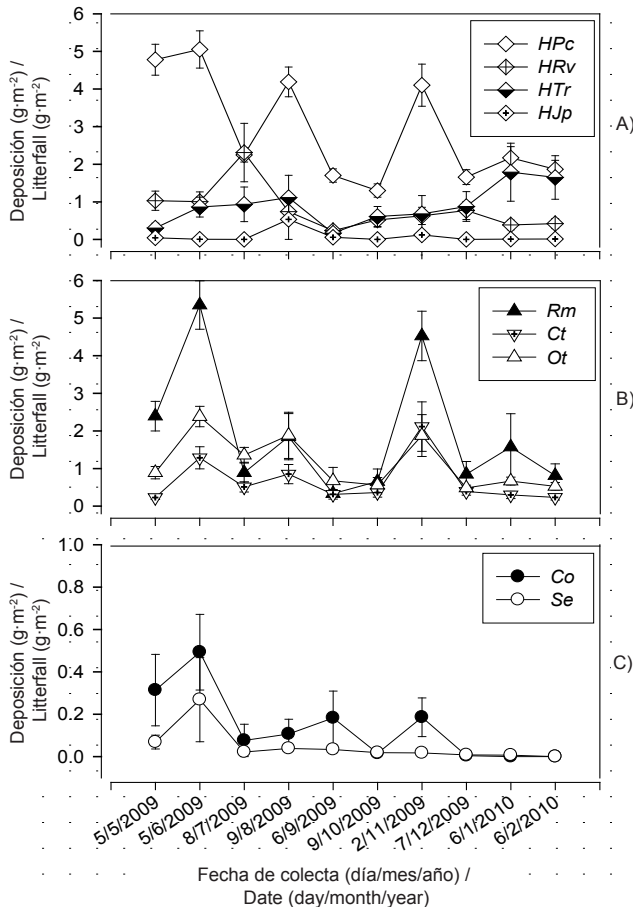 6
5
4
3
2
1
0
Deposición (g·m⁻²) /
Litterfall (g·m⁻²)
HPc
HRv
HTr
HJp
A)
6
5
4
3
2
1
0
Deposición (g·m⁻²) /
Litterfall (g·m⁻²)
Rm
Ct
Ot
B)
1.0
0.8
0.6
0.4
0.2
0.0
Deposición (g·m⁻²) /
Litterfall (g·m⁻²)
Co
Se
C)
5/5/2009
5/6/2009
8/7/2009
9/8/2009
6/9/2009
9/10/2009
2/11/2009
7/12/2009
6/1/2010
6/2/2010
Fecha de colecta (día/mes/año) /
Date (day/month/year)